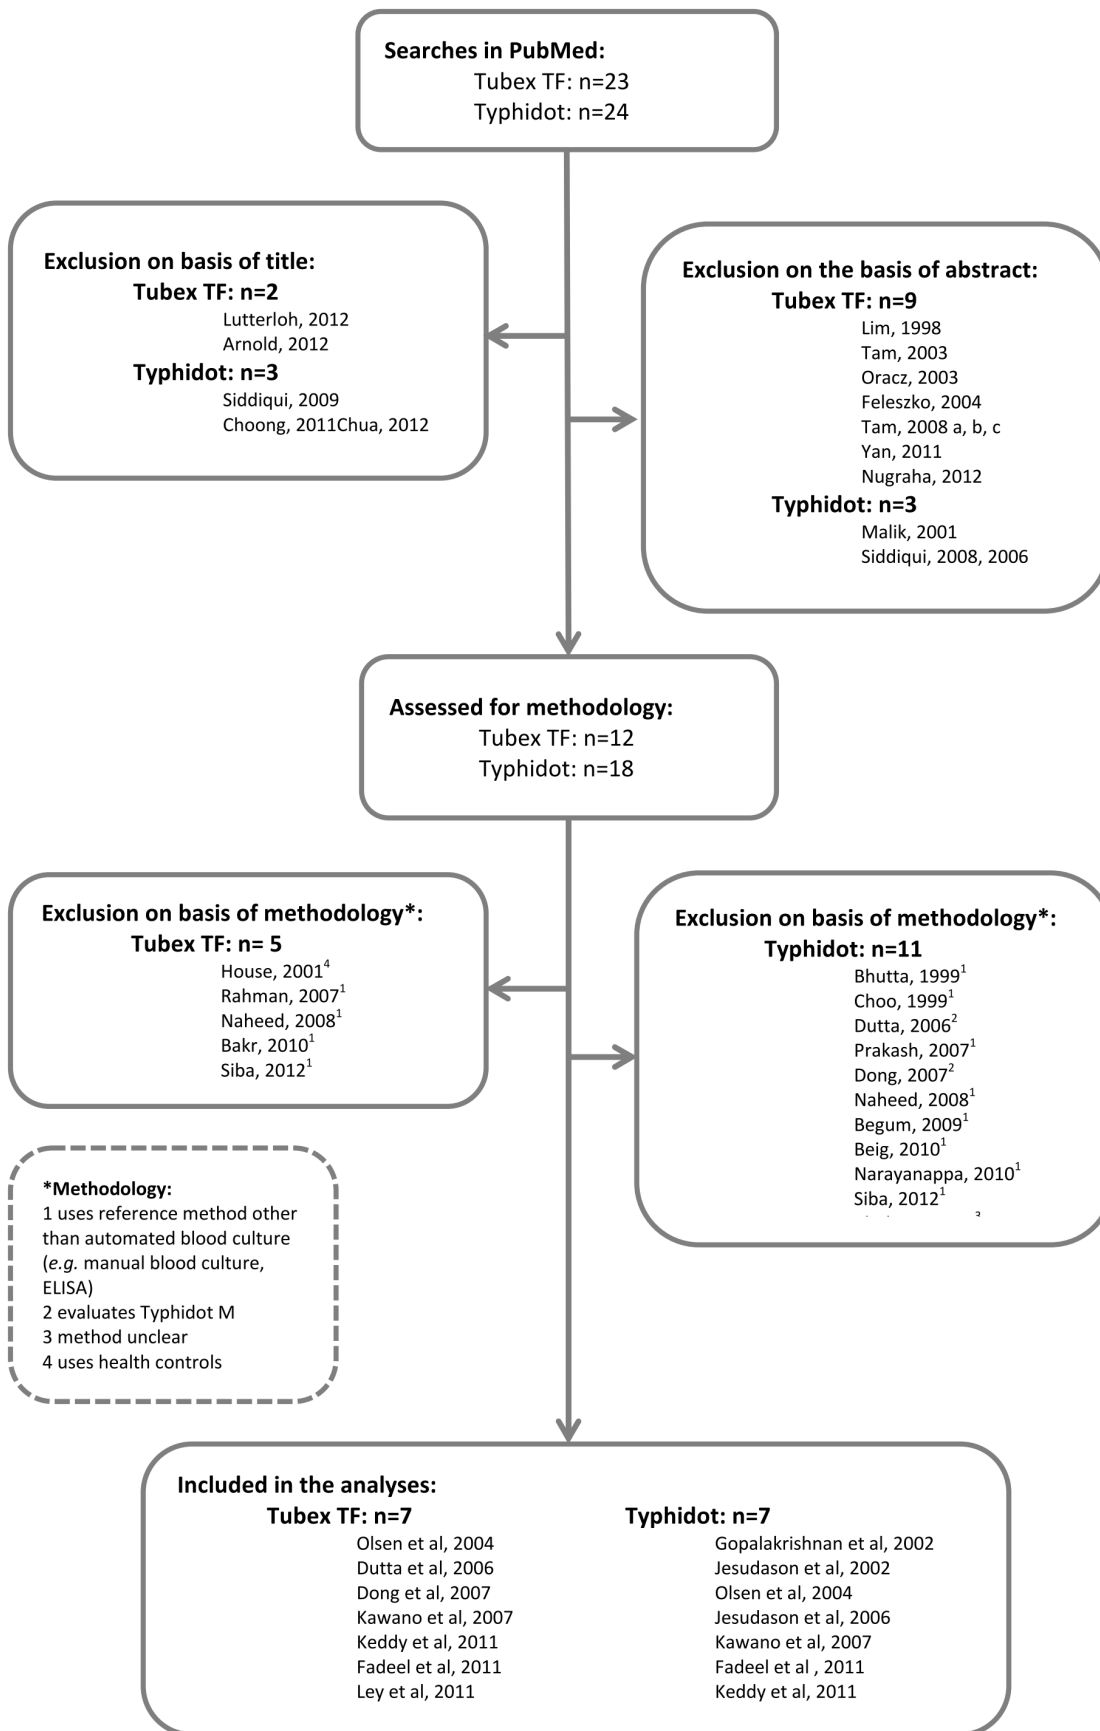 Searches in PubMed:
Tubex TF: n=23
Typhidot: n=24
Exclusion on basis of title:
Tubex TF: n=2
Lutterloh, 2012
Arnold, 2012
Typhidot: n=3
Siddiqui, 2009
Choong, 2011Chua, 2012
Exclusion on the basis of abstract:
Tubex TF: n=9
Lim, 1998
Tam, 2003
Oracz, 2003
Feleszko, 2004
Tam, 2008 a, b, c
Yan, 2011
Nugraha, 2012
Typhidot: n=3
Malik, 2001
Siddiqui, 2008, 2006
Assessed for methodology:
Tubex TF: n=12
Typhidot: n=18
Exclusion on basis of methodology*:
Tubex TF: n= 5
House, 2001⁴
Rahman, 2007¹
Naheed, 2008¹
Bakr, 2010¹
Siba, 2012¹
Exclusion on basis of methodology*:
Typhidot: n=11
Bhutta, 1999¹
Choo, 1999¹
Dutta, 2006²
Prakash, 2007¹
Dong, 2007²
Naheed, 2008¹
Begum, 2009¹
Beig, 2010¹
Narayanappa, 2010¹
Siba, 2012¹
³
*Methodology:
1 uses reference method other
than automated blood culture
(e.g. manual blood culture,
ELISA)
2 evaluates Typhidot M
3 method unclear
4 uses health controls
Included in the analyses:
Tubex TF: n=7
Olsen et al, 2004
Dutta et al, 2006
Dong et al, 2007
Kawano et al, 2007
Keddy et al, 2011
Fadeel et al, 2011
Ley et al, 2011
Typhidot: n=7
Gopalakrishnan et al, 2002
Jesudason et al, 2002
Olsen et al, 2004
Jesudason et al, 2006
Kawano et al, 2007
Fadeel et al , 2011
Keddy et al, 2011